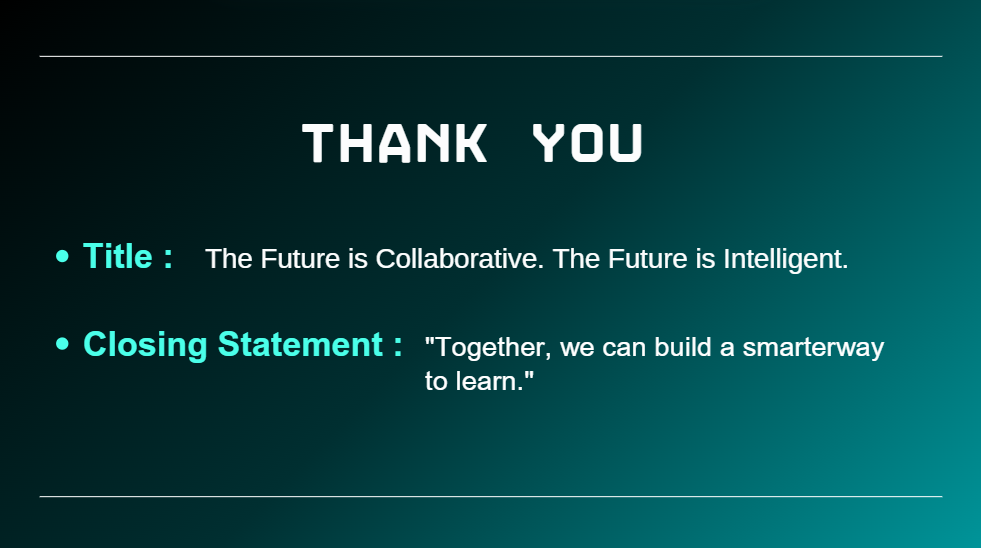 THANK YOU
• Title : The Future is Collaborative. The Future is Intelligent.
• Closing Statement : "Together, we can build a smarterway
to learn."